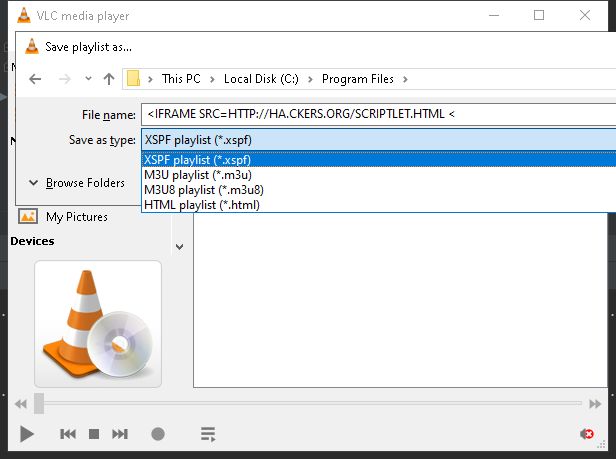 VLC media player
Save playlist as...
This PC > Local Disk (C:) > Program Files >
File name: <IFRAME SRC=HTTP://HA.CKERS.ORG/SCRIPTLET.HTML <
Save as type: XSPF playlist (*.xspf)
XSPF playlist (*.xspf)
M3U playlist (*.m3u)
Browse Folders
M3U8 playlist (*.m3u8)
HTML playlist (*.html)
My Pictures
Devices